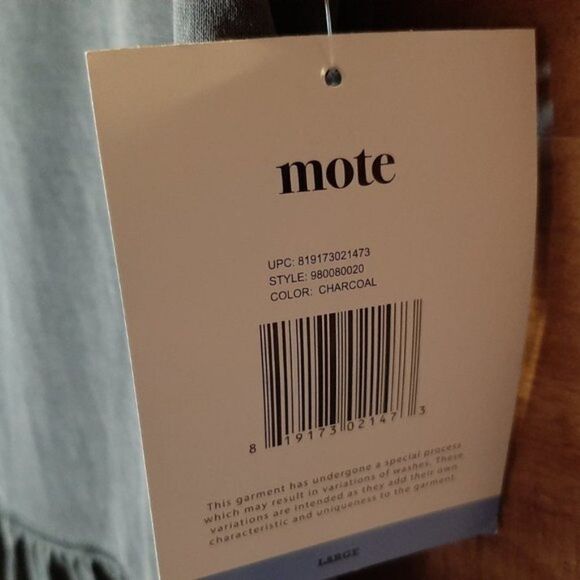 mote
UPC: 819173021473
STYLE: 980080020
COLOR: CHARCOAL
8 19173 02147 3
This garment has undergone a special process
which may result in variations of washes. These
variations are intended as they add their own
characteristic and uniqueness to the garment.
LARGE